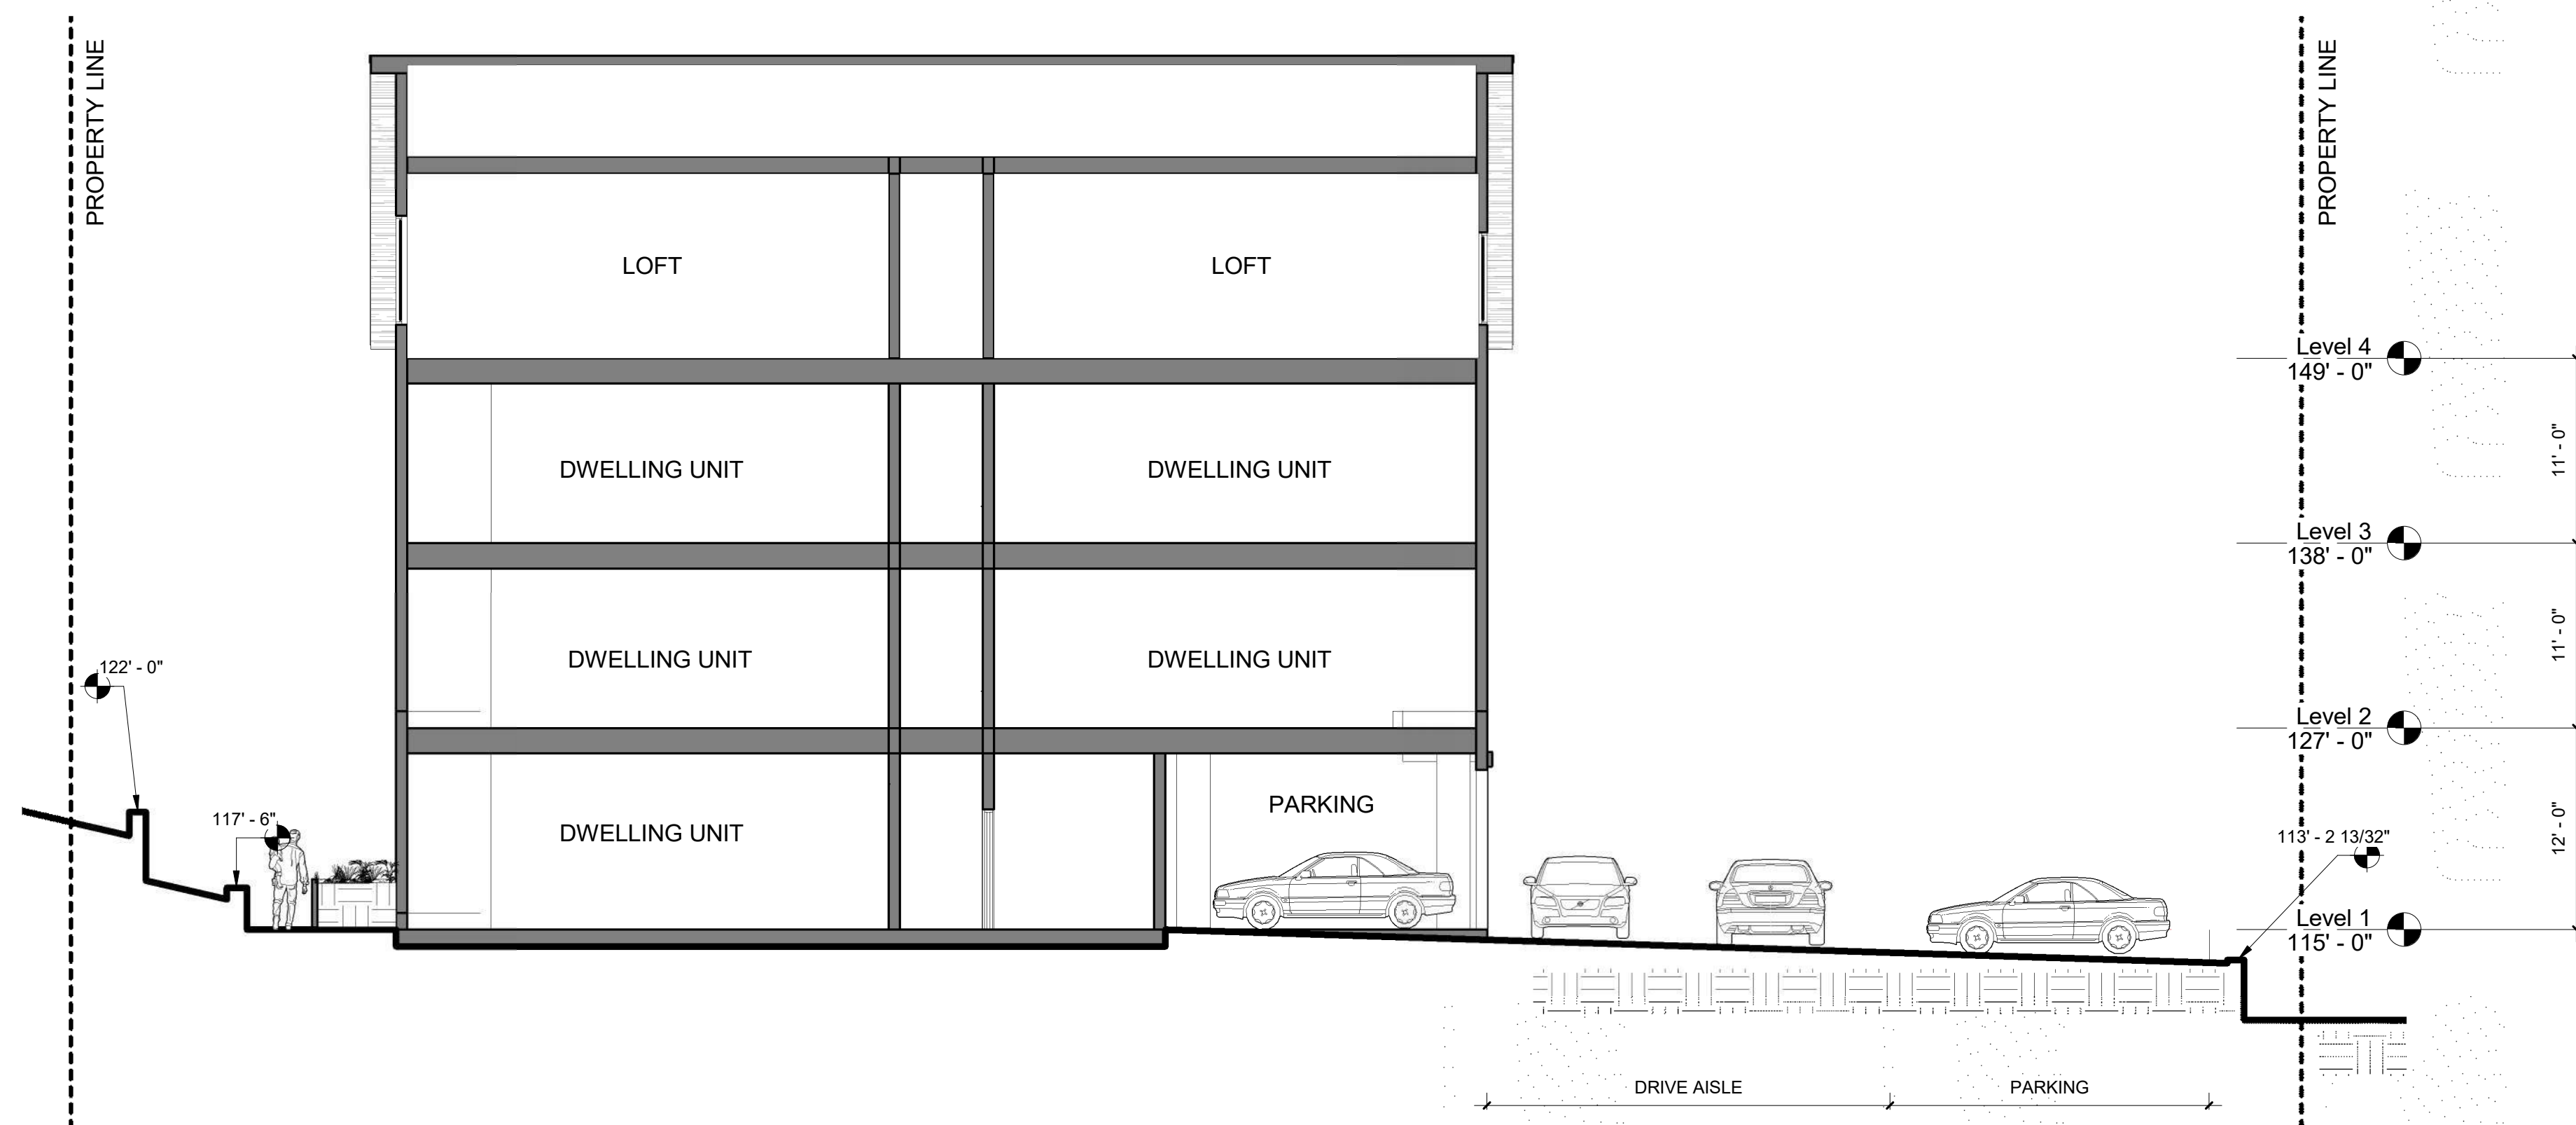 PROPERTY LINE
PROPERTY LINE
LOFT
LOFT
Level 4
149' - 0"
11' - 0"
DWELLING UNIT
DWELLING UNIT
Level 3
138' - 0"
11' - 0"
DWELLING UNIT
DWELLING UNIT
122' - 0"
Level 2
127' - 0"
117' - 6"
DWELLING UNIT
PARKING
12' - 0"
113' - 2 13/32"
Level 1
115' - 0"
DRIVE AISLE
PARKING